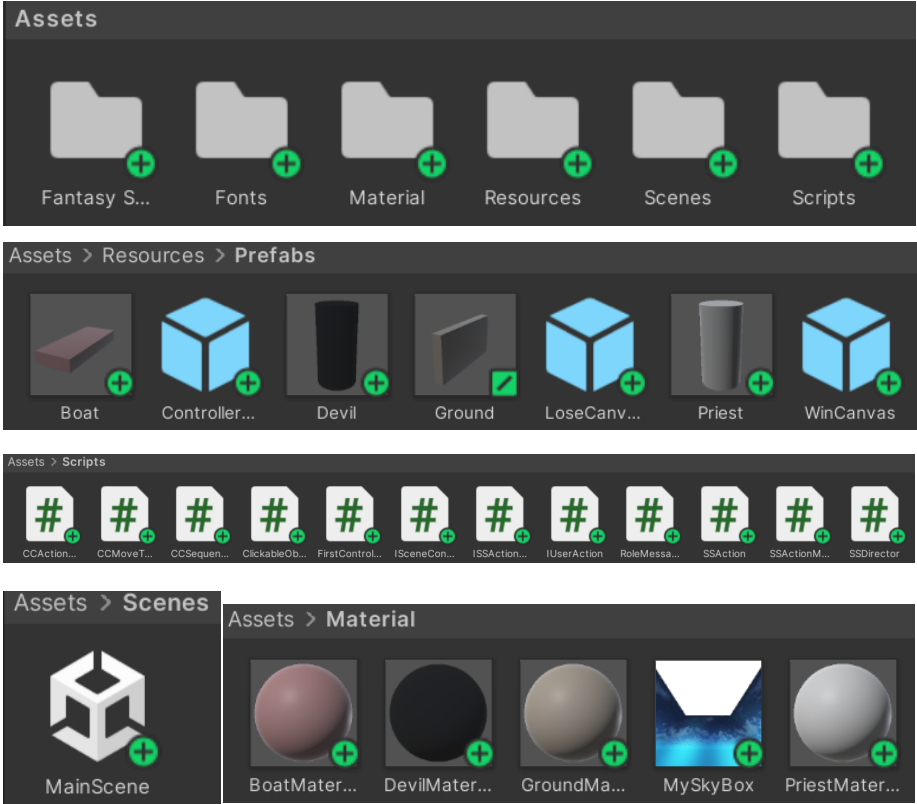 Assets
Fantasy S... Fonts Material Resources Scenes Scripts
Assets > Resources > Prefabs
Boat Controller... Devil Ground LoseCanv... Priest WinCanvas
Assets > Scripts
# # # # # # # # # # # #
CCAction... CCMoveT... CCSequen... ClickableOb... FirstControl... ISceneCon... ISSAction... IUserAction RoleMessa... SSAction SSActionM... SSDirector
Assets > Scenes
MainScene
Assets > Material
BoatMater... DevilMater... GroundMa... MySkyBox PriestMater...